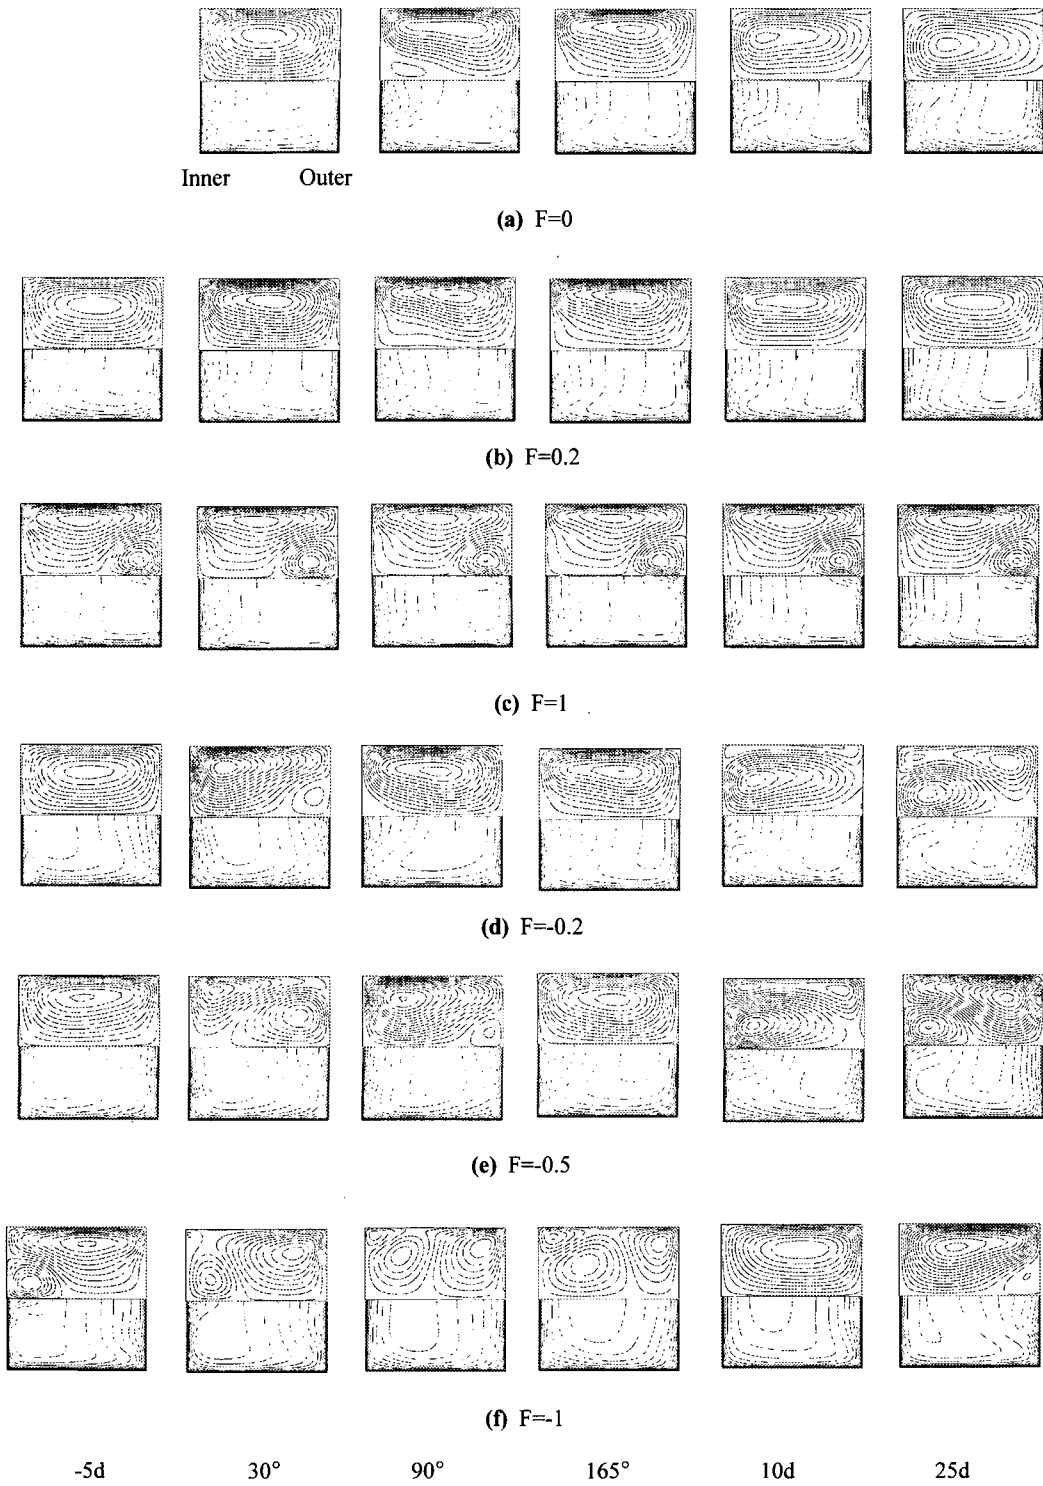 Inner Outer
(a) F=0
(b) F=0.2
(c) F=1
(d) F=-0.2
(e) F=-0.5
(f) F=-1
-5d 30° 90° 165° 10d 25d